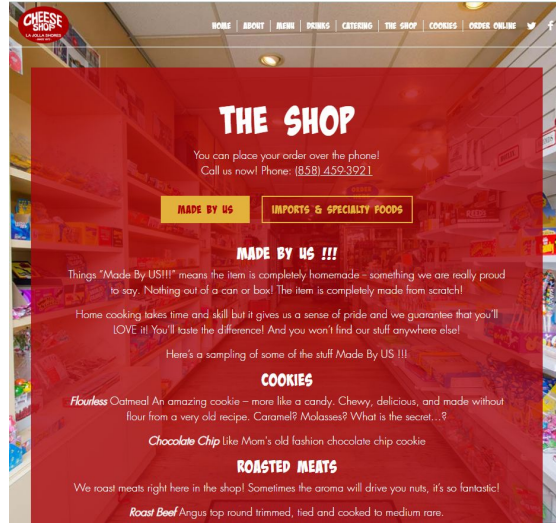 CHEESE
SHOP
LA JOLLA SHORES
HOME | ABOUT | MENU | DRINKS | CATERING | THE SHOP | COOKIES | ORDER ONLINE
THE SHOP
You can place your order over the phone!
Call us now! Phone: (858) 459-3921
MADE BY US
IMPORTS & SPECIALTY FOODS
MADE BY US !!!
Things “Made By US!!!” means the item is completely homemade - something we are really proud
to say. Nothing out of a can or box! The item is completely made from scratch!
Home cooking takes time and skill but it gives us a sense of pride and we guarantee that you’ll
LOVE it! You’ll taste the difference! And you won’t find our stuff anywhere else!
Here’s a sampling of some of the stuff Made By US !!!
COOKIES
Flourless Oatmeal An amazing cookie – more like a candy. Chewy, delicious, and made without
flour from a very old recipe. Caramel? Molasses? What is the secret...?
Chocolate Chip Like Mom's old fashion chocolate chip cookie
ROASTED MEATS
We roast meats right here in the shop! Sometimes the aroma will drive you nuts, it’s so fantastic!
Roast Beef Angus top round trimmed, tied and cooked to medium rare.